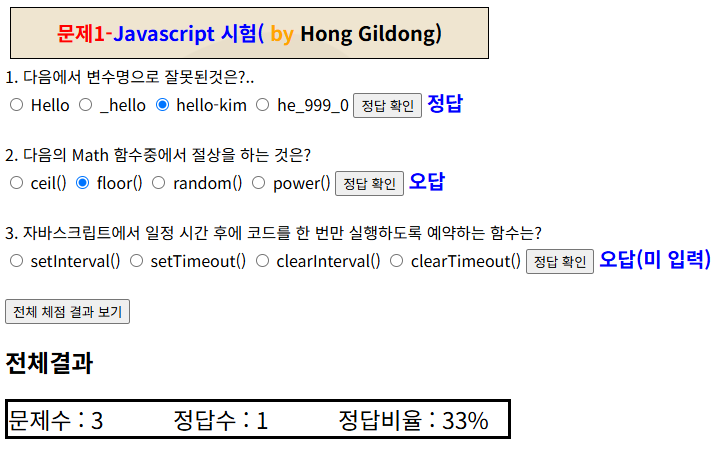 문제1-Javascript 시험( by Hong Gildong)
1. 다음에서 변수명으로 잘못된것은?..
Hello _hello hello-kim he_999_0 정답 확인 정답
2. 다음의 Math 함수중에서 절상을 하는 것은?
ceil() floor() random() power() 정답 확인 오답
3. 자바스크립트에서 일정 시간 후에 코드를 한 번만 실행하도록 예약하는 함수는?
setInterval() setTimeout() clearInterval() clearTimeout() 정답 확인 오답(미 입력)
전체 체점 결과 보기
전체결과
문제수 : 3 정답수 : 1 정답비율 : 33%